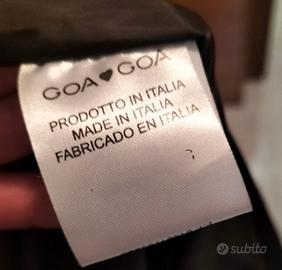 GOA♥GOA
PRODOTTO IN ITALIA
MADE IN ITALIA
FABRICADO EN ITALIA
subito